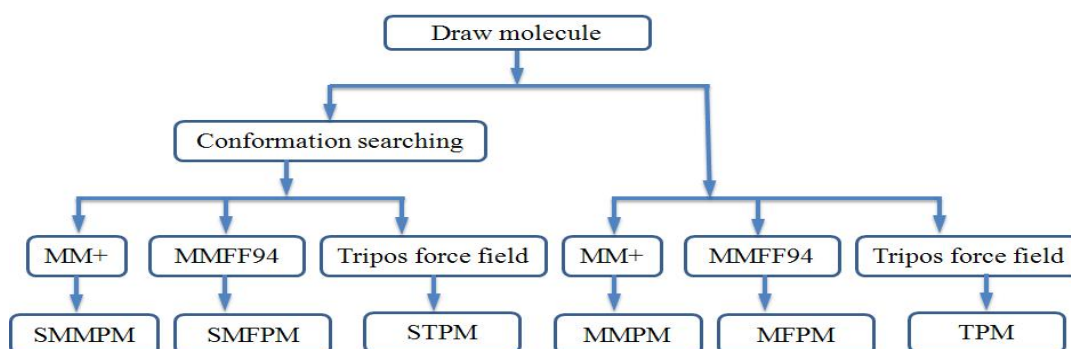 Draw molecule
Conformation searching
MM+ MMFF94 Tripos force field MM+ MMFF94 Tripos force field
SMMPM SMFPM STPM MMPM MFPM TPM